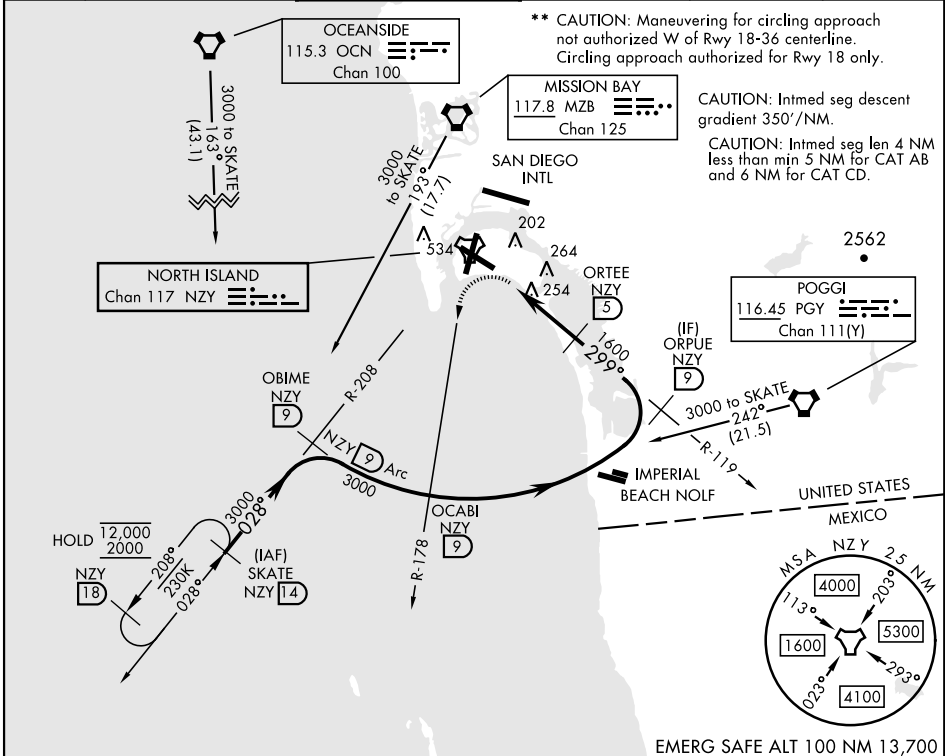 ** CAUTION: Maneuvering for circling approach
not authorized W of Rwy 18-36 centerline.
Circling approach authorized for Rwy 18 only.
OCEANSIDE
115.3 OCN
Chan 100
3000 to SKATE
163°
(43.1)
MISSION BAY
117.8 MZB
Chan 125
CAUTION: Intmed seg descent
gradient 350'/NM.
CAUTION: Intmed seg len 4 NM
less than min 5 NM for CAT AB
and 6 NM for CAT CD.
3000
to SKATE
193°
(17.7)
SAN DIEGO
INTL
534
202
264
254
2562
NORTH ISLAND
Chan 117 NZY
ORTEE
NZY
5
POGGI
116.45 PGY
Chan 111(Y)
1600
299°
(IF)
ORPUE
NZY
9
3000 to SKATE
242°
(21.5)
R-119
OBIME
NZY
9
R-208
NZY 9 Arc
3000
IMPERIAL
BEACH NOLF
UNITED STATES
MEXICO
OCABI
NZY
9
R-178
3000
028°
HOLD 12,000
2000
NZY
18
208°
230K
028°
(IAF)
SKATE
NZY 14
MSA NZY 25 NM
4000
113°
203°
1600
5300
023°
293°
4100
EMERG SAFE ALT 100 NM 13,700